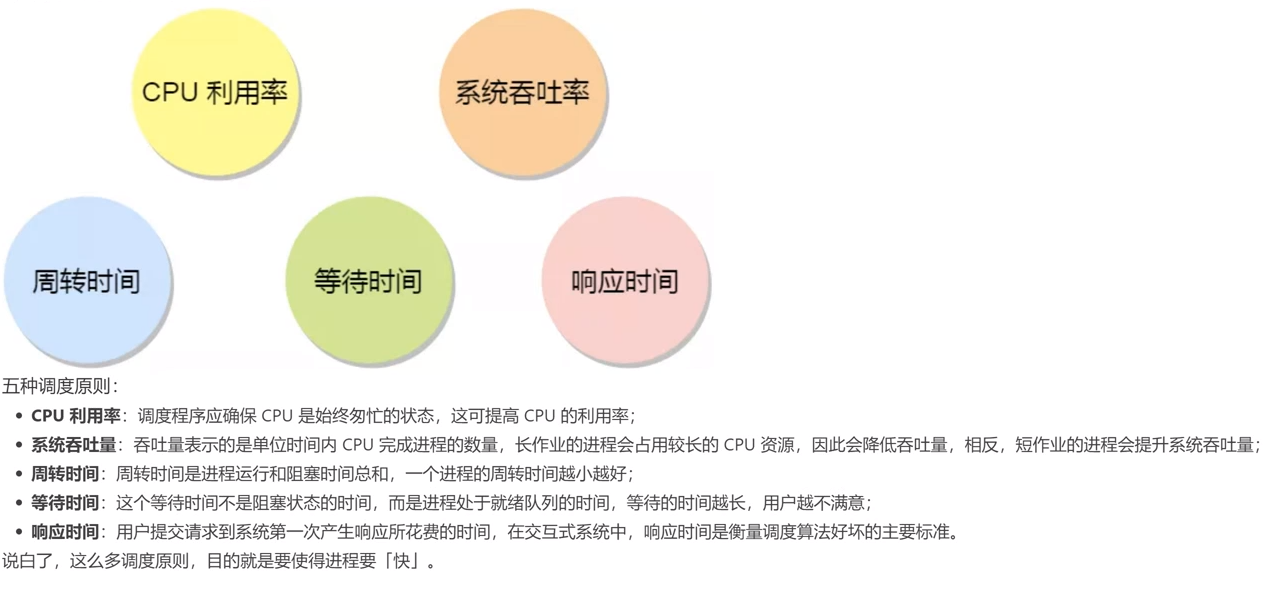 CPU 利用率
系统吞吐率
周转时间
等待时间
响应时间
五种调度原则：
• CPU 利用率：调度程序应确保 CPU 是始终匆忙的状态，这可提高 CPU 的利用率；
• 系统吞吐量：吞吐量表示的是单位时间内 CPU 完成进程的数量，长作业的进程会占用较长的 CPU 资源，因此会降低吞吐量，相反，短作业的进程会提升系统吞吐量；
• 周转时间：周转时间是进程运行和阻塞时间总和，一个进程的周转时间越小越好；
• 等待时间：这个等待时间不是阻塞状态的时间，而是进程处于就绪队列的时间，等待的时间越长，用户越不满意；
• 响应时间：用户提交请求到系统第一次产生响应所花费的时间，在交互式系统中，响应时间是衡量调度算法好坏的主要标准。
说白了，这么多调度原则，目的就是要使得进程要「快」。